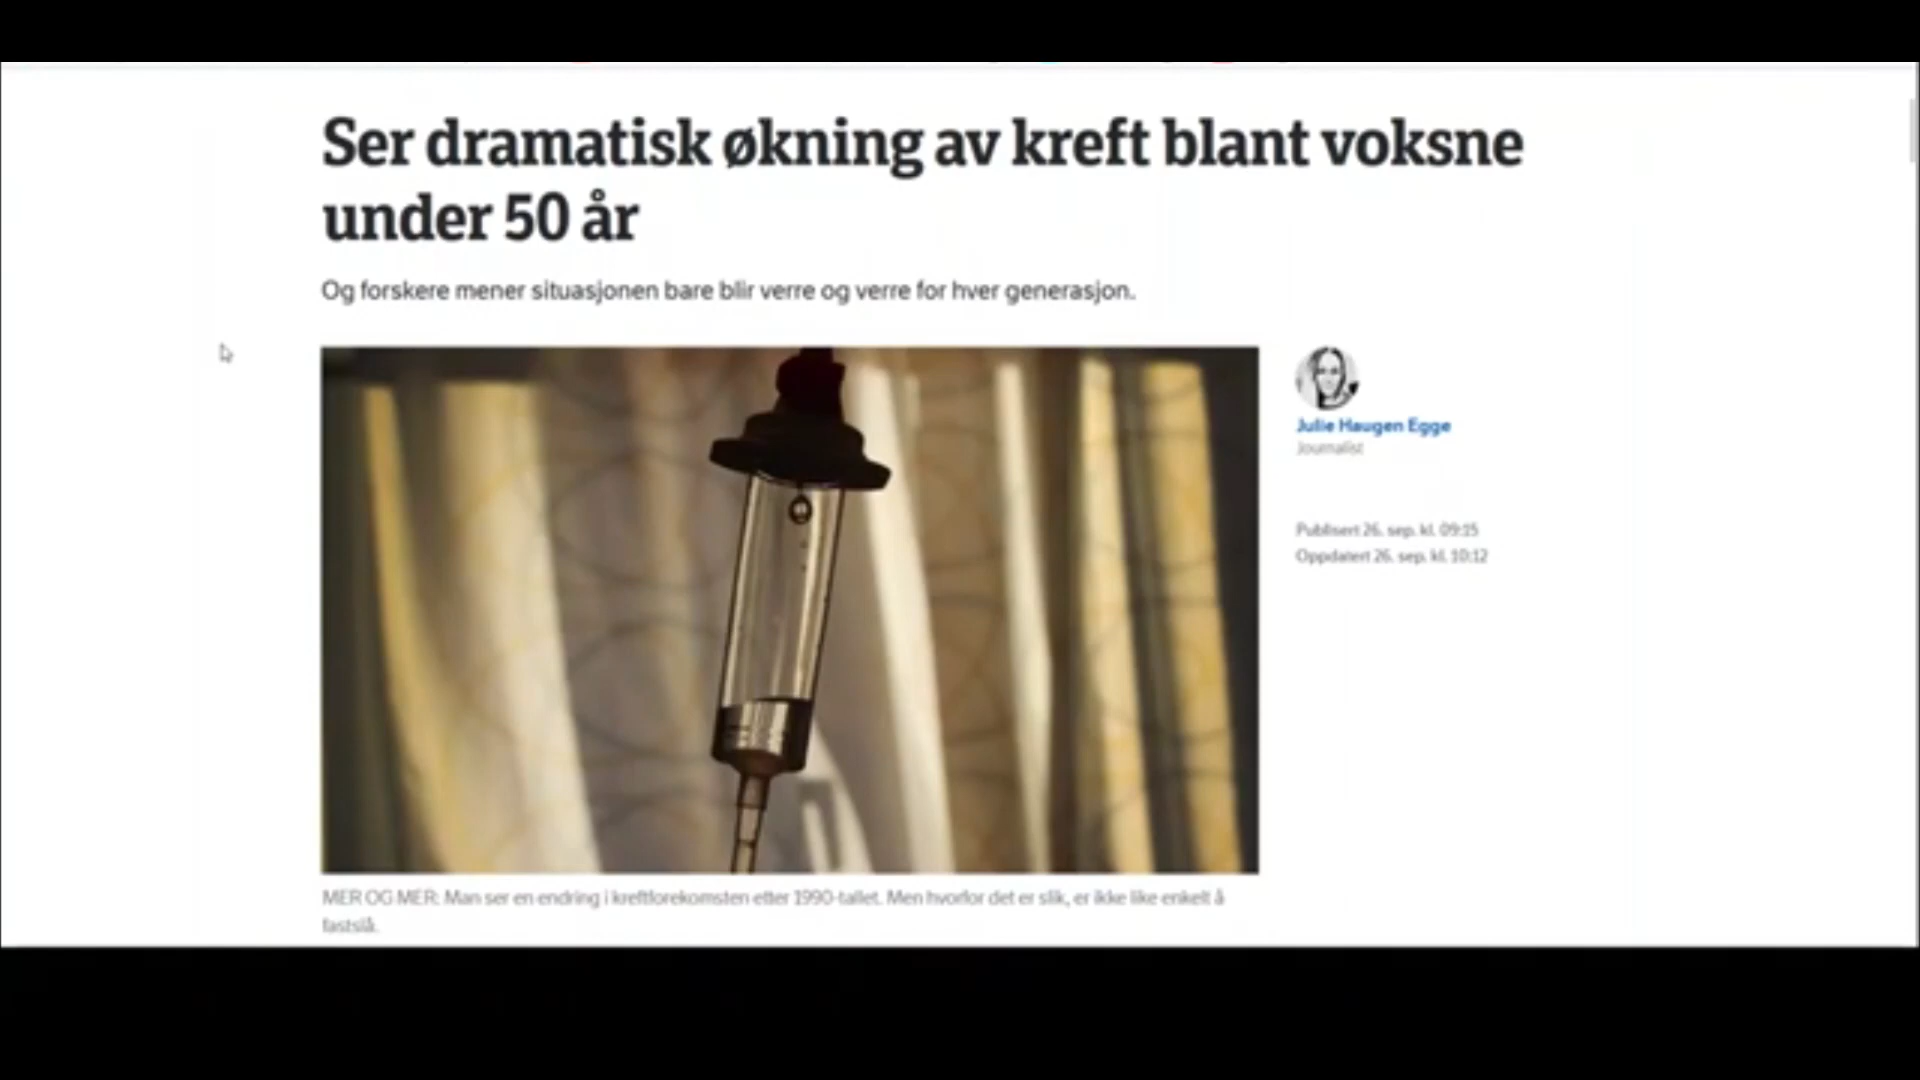 Ser dramatisk økning av kreft blant voksne
under 50 år
Og forskere mener situasjonen bare blir verre og verre for hver generasjon.
Julie Haugen Egge
Journalist
Publisert 26. sep. kl. 09:15
Oppdatert 26. sep. kl. 10:12
MER OG MER: Man ser en endring i kreftforekomsten etter 1990-tallet. Men hvorfor det er slik, er ikke like enkelt å
fastslå.